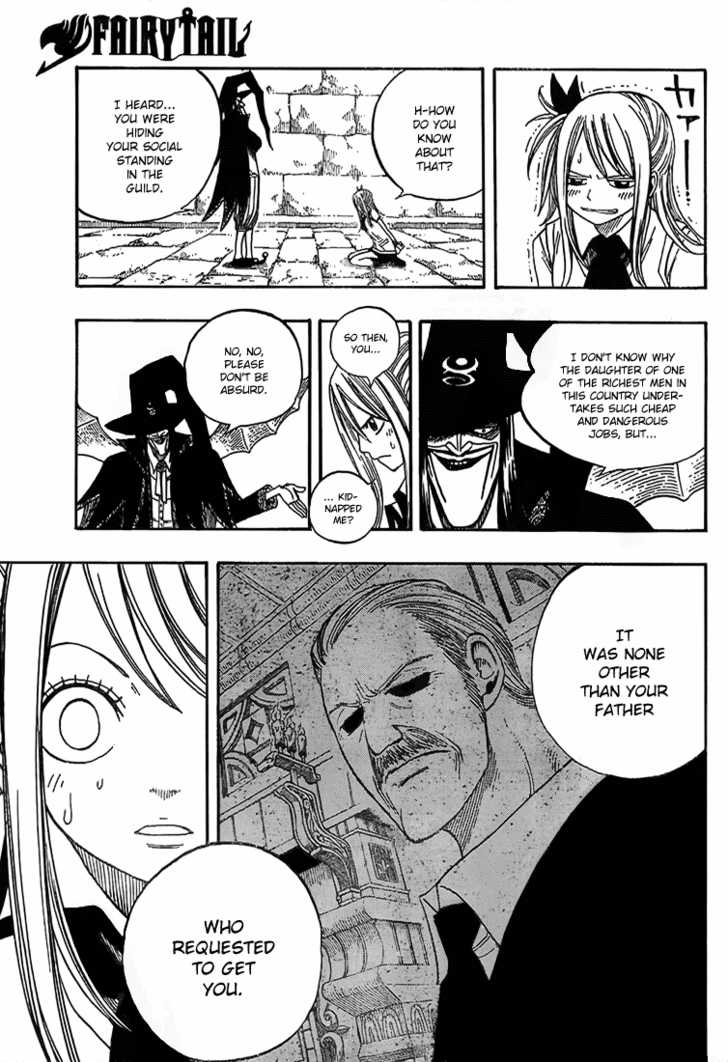 FAIRY TAIL
カァー
H-HOW
DO YOU
KNOW
ABOUT
THAT?
I HEARD...
YOU WERE
HIDING
YOUR SOCIAL
STANDING
IN THE
GUILD.
I DON'T KNOW WHY
THE DAUGHTER OF ONE
OF THE RICHEST MEN IN
THIS COUNTRY UNDER-
TAKES SUCH CHEAP
AND DANGEROUS
JOBS, BUT...
SO THEN,
YOU...
... KID-
NAPPED
ME?
NO, NO,
PLEASE
DON'T BE
ABSURD.
IT
WAS NONE
OTHER
THAN YOUR
FATHER
WHO
REQUESTED
TO GET
YOU.